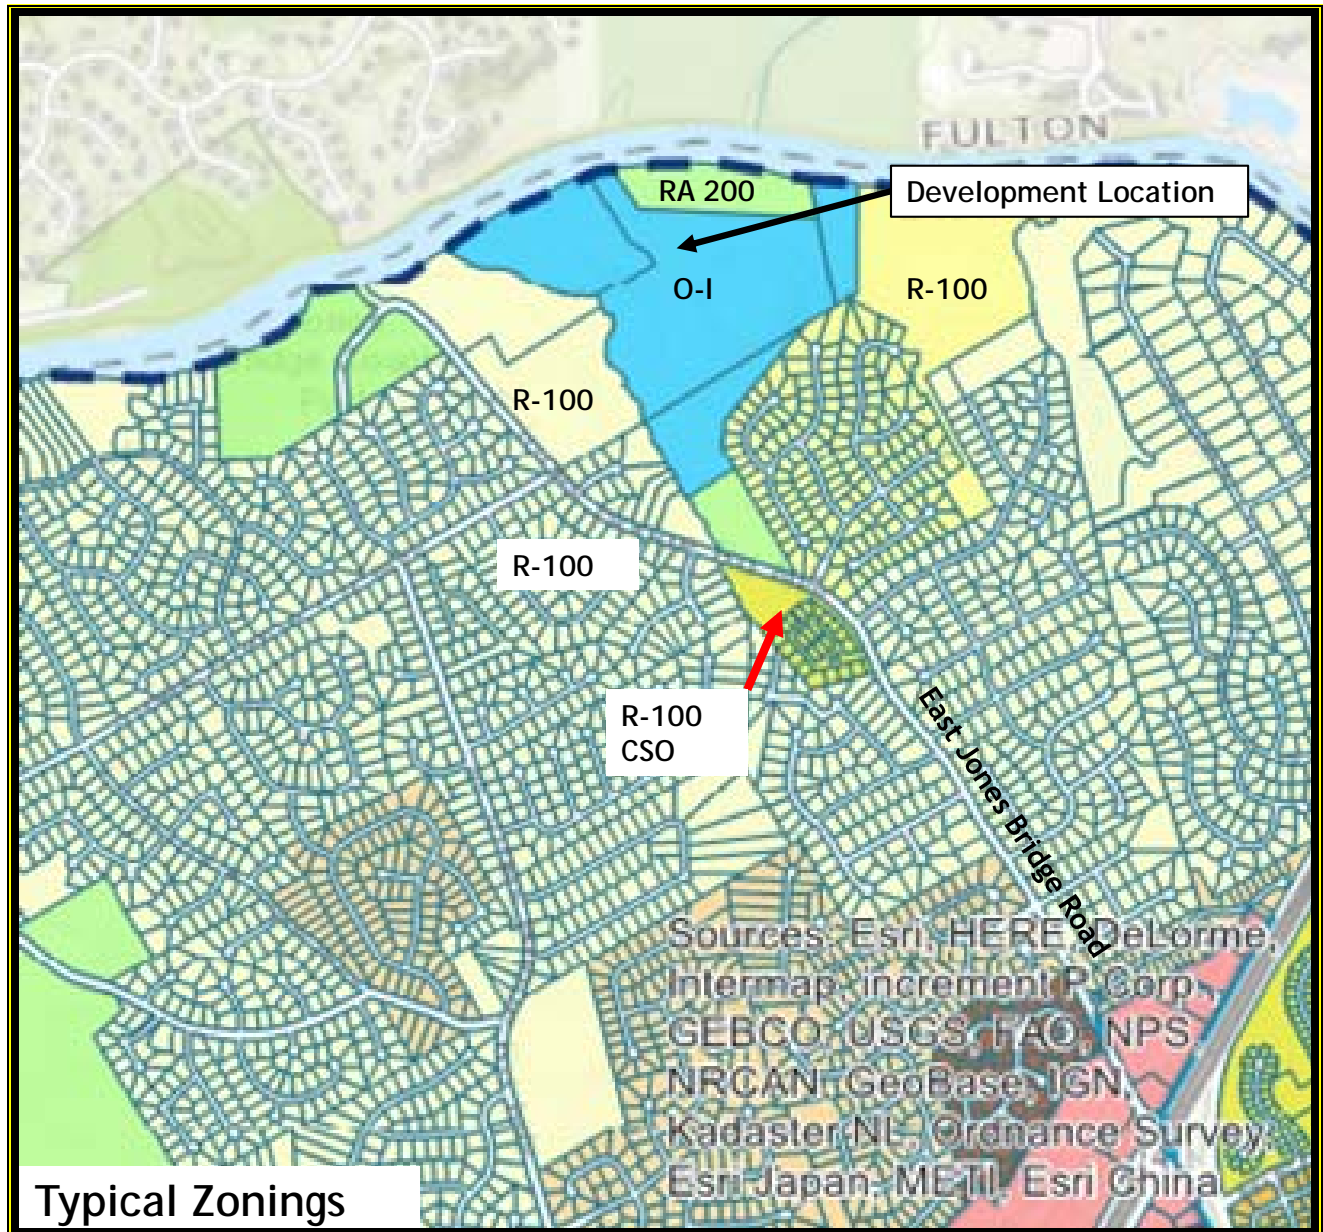 FULTON
RA 200
Development Location
O-I
R-100
R-100
R-100
R-100
CSO
East Jones Bridge Road
Sources: Esri, HERE, DeLorme,
Intermap, increment P Corp.,
GEBCO, USGS, FAO, NPS,
NRCAN, GeoBase, IGN,
Kadaster NL, Ordnance Survey,
Esri Japan, METI, Esri China
Typical Zonings